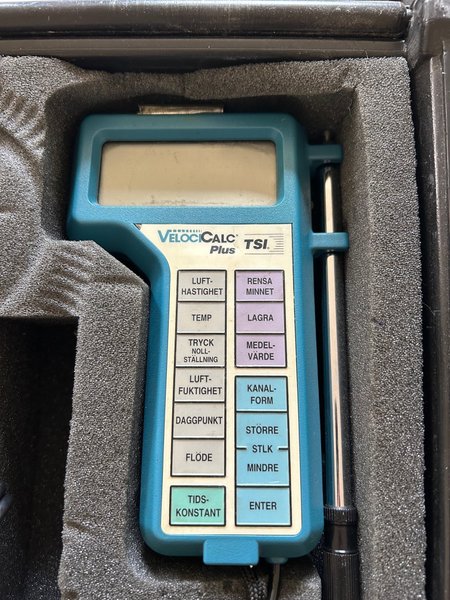 VELOCICALC®
Plus TSI®
LUFT-
HASTIGHET
TEMP
TRYCK
NOLL-
STÄLLNING
LUFT-
FUKTIGHET
DAGGPUNKT
FLÖDE
TIDS-
KONSTANT
RENSA
MINNET
LAGRA
MEDEL-
VÄRDE
KANAL-
FORM
STÖRRE
STLK
MINDRE
ENTER